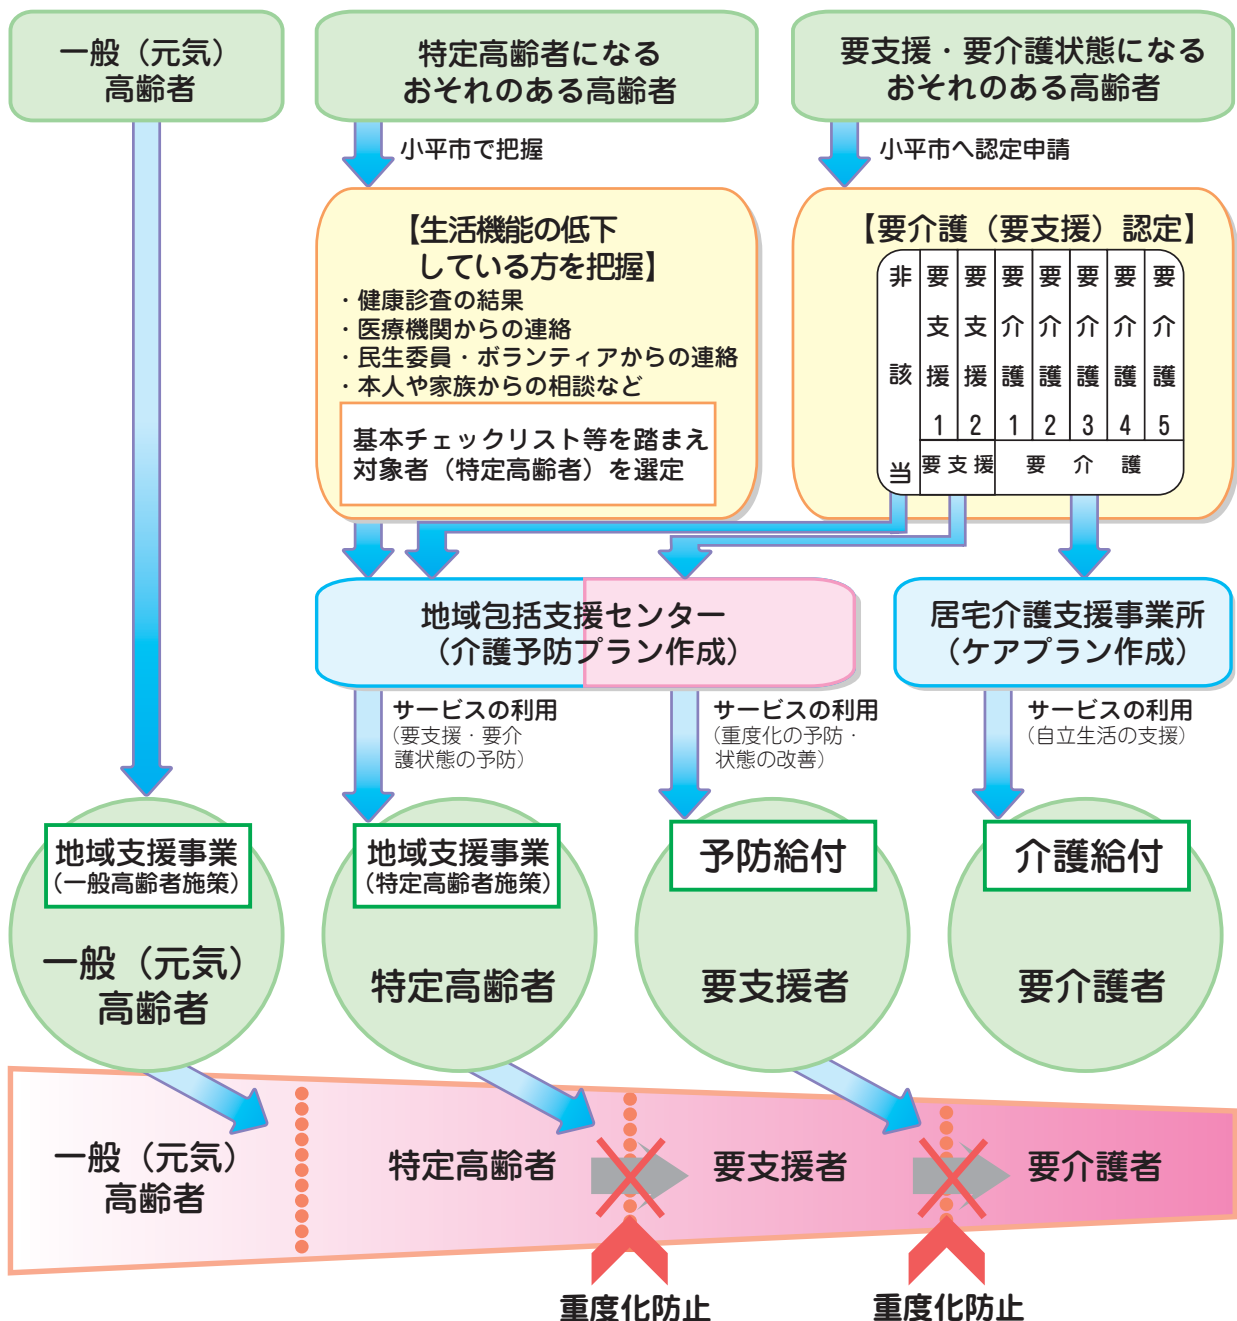 一般（元気）
高齢者
特定高齢者になる
おそれのある高齢者
要支援・要介護状態になる
おそれのある高齢者
小平市で把握
小平市へ認定申請
【生活機能の低下
している方を把握】
・健康診査の結果
・医療機関からの連絡
・民生委員・ボランティアからの連絡
・本人や家族からの相談など
基本チェックリスト等を踏まえ
対象者（特定高齢者）を選定
【要介護（要支援）認定】
非該当
要支援1
要支援2
要介護1
要介護2
要介護3
要介護4
要介護5
要支援
要介護
地域包括支援センター
（介護予防プラン作成）
居宅介護支援事業所
（ケアプラン作成）
サービスの利用
（要支援・要介
護状態の予防）
サービスの利用
（重度化の予防・
状態の改善）
サービスの利用
（自立生活の支援）
地域支援事業
（一般高齢者施策）
一般（元気）
高齢者
地域支援事業
（特定高齢者施策）
特定高齢者
予防給付
要支援者
介護給付
要介護者
一般（元気）
高齢者
特定高齢者
要支援者
要介護者
重度化防止
重度化防止